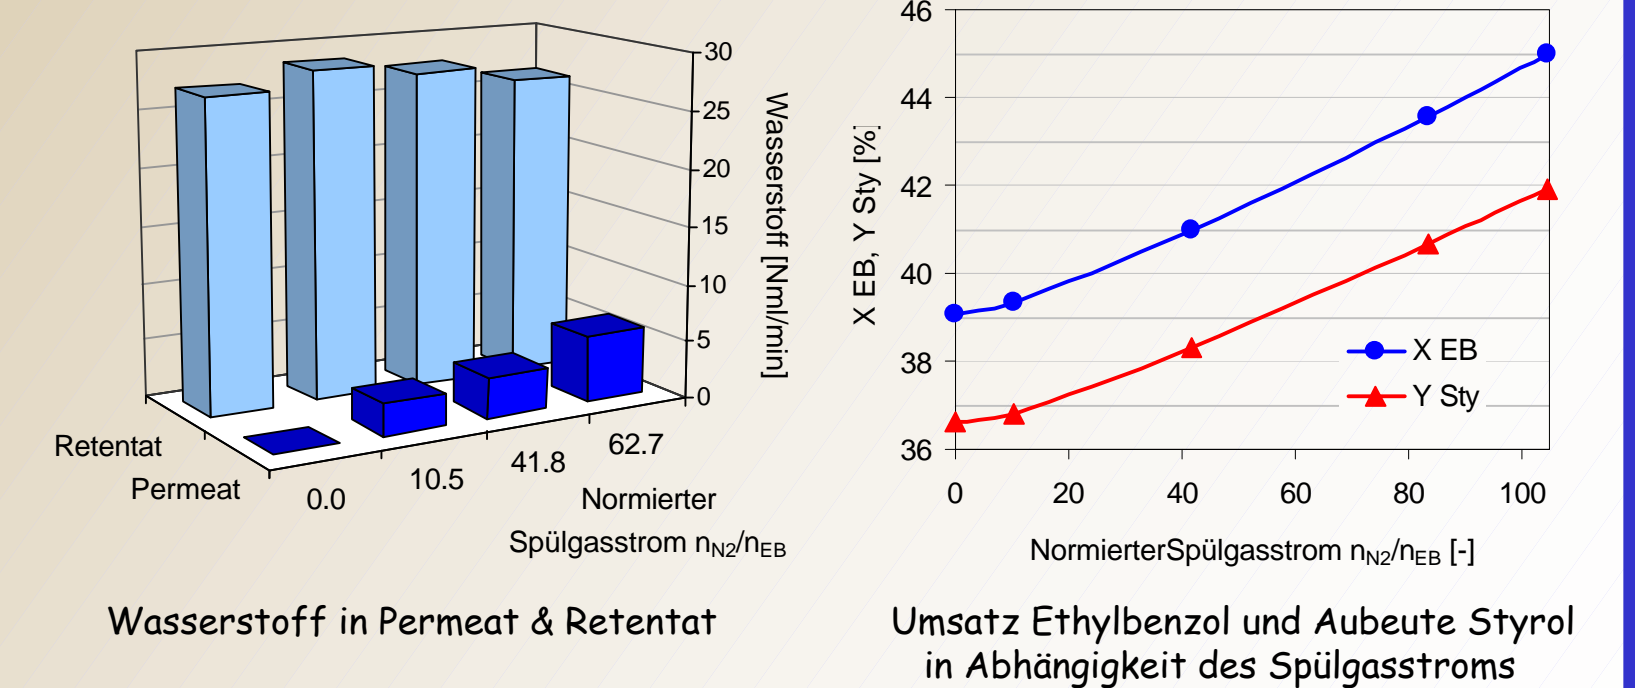 30
25
20
15
10
5
0
Wasserstoff [Nml/min]
Retentat
Permeat
0.0
10.5
41.8
62.7
Normierter
Spülgasstrom nN2/nEB
Wasserstoff in Permeat & Retentat
46
44
42
40
38
36
X EB, Y Sty [%]
X EB
Y Sty
0 20 40 60 80 100
NormierterSpülgasstrom nN2/nEB [-]
Umsatz Ethylbenzol und Aubeute Styrol
in Abhängigkeit des Spülgasstroms